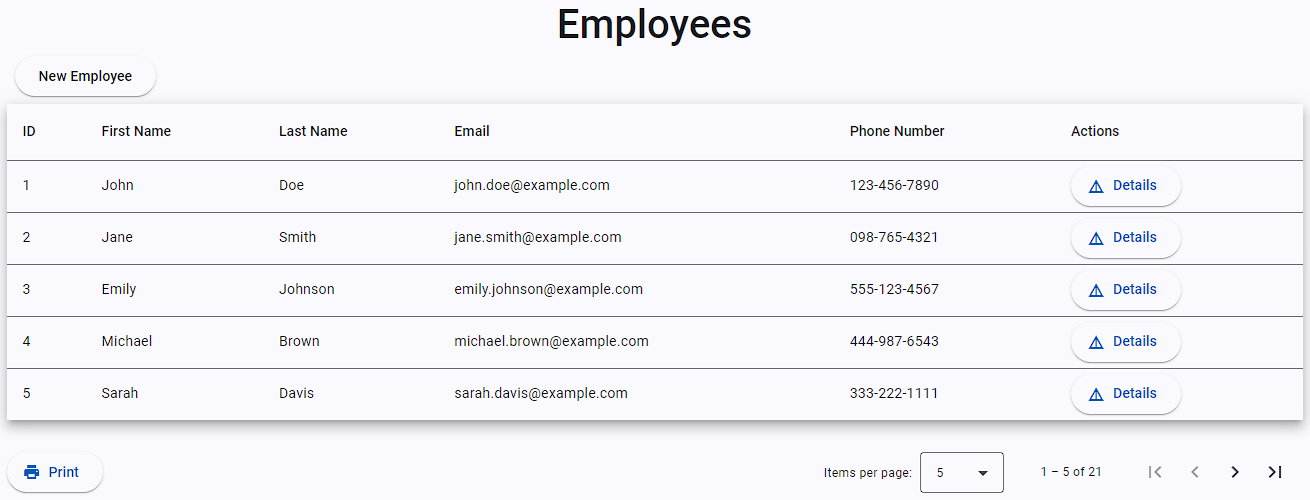 Employees
New Employee
ID First Name Last Name Email Phone Number Actions
1 John Doe john.doe@example.com 123-456-7890 Details
2 Jane Smith jane.smith@example.com 098-765-4321 Details
3 Emily Johnson emily.johnson@example.com 555-123-4567 Details
4 Michael Brown michael.brown@example.com 444-987-6543 Details
5 Sarah Davis sarah.davis@example.com 333-222-1111 Details
Print Items per page: 5 1 – 5 of 21